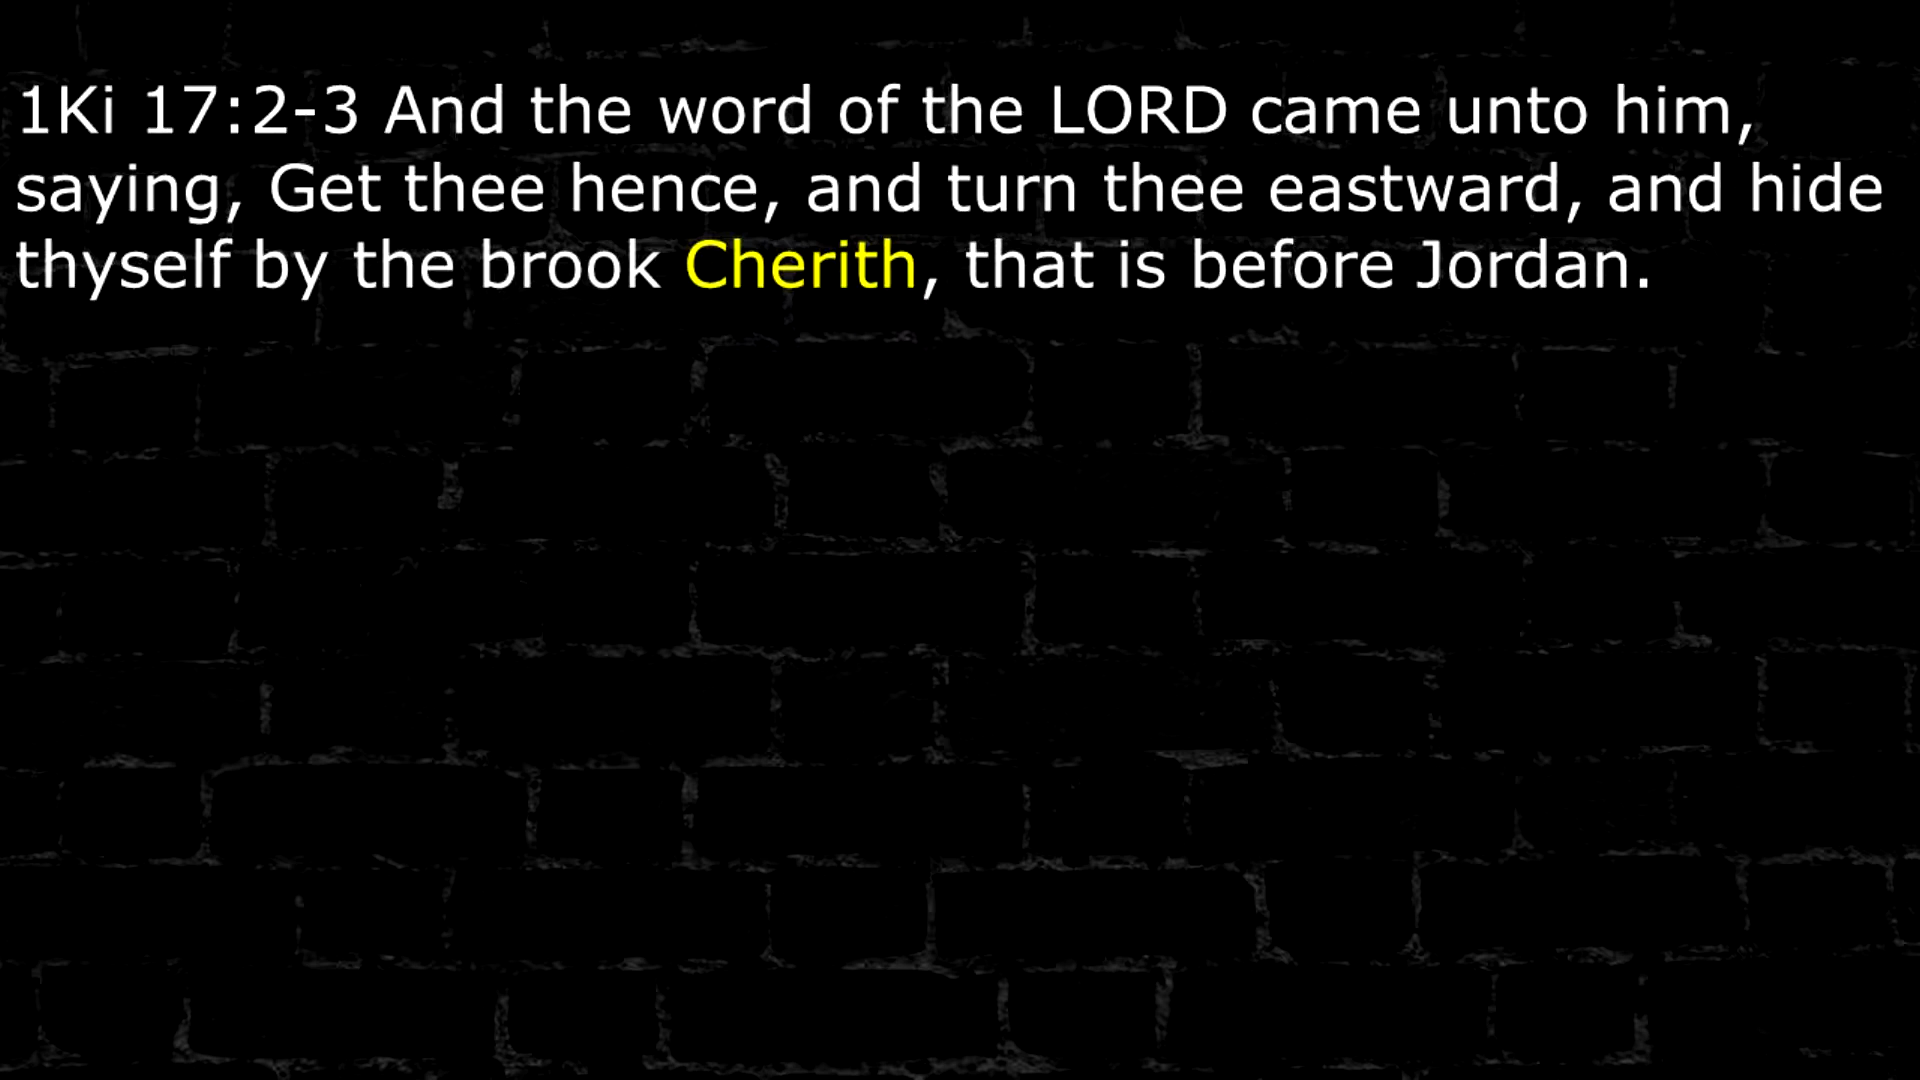 1Ki 17:2-3 And the word of the LORD came unto him,
saying, Get thee hence, and turn thee eastward, and hide
thyself by the brook Cherith, that is before Jordan.